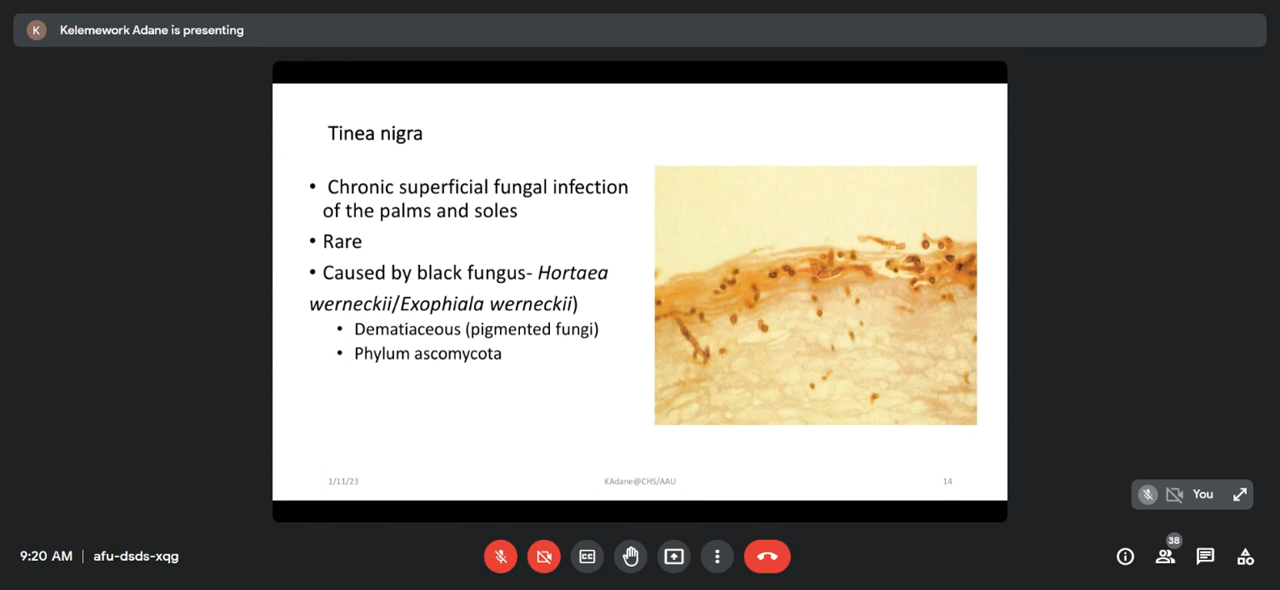 K Kelemework Adane is presenting
Tinea nigra
• Chronic superficial fungal infection
of the palms and soles
• Rare
• Caused by black fungus- Hortaea
werneckii/Exophiala werneckii)
• Dematiaceous (pigmented fungi)
• Phylum ascomycota
1/11/23 KAdane@CHS/AAU 14
You
38
9:20 AM | afu-dsds-xqg
CC